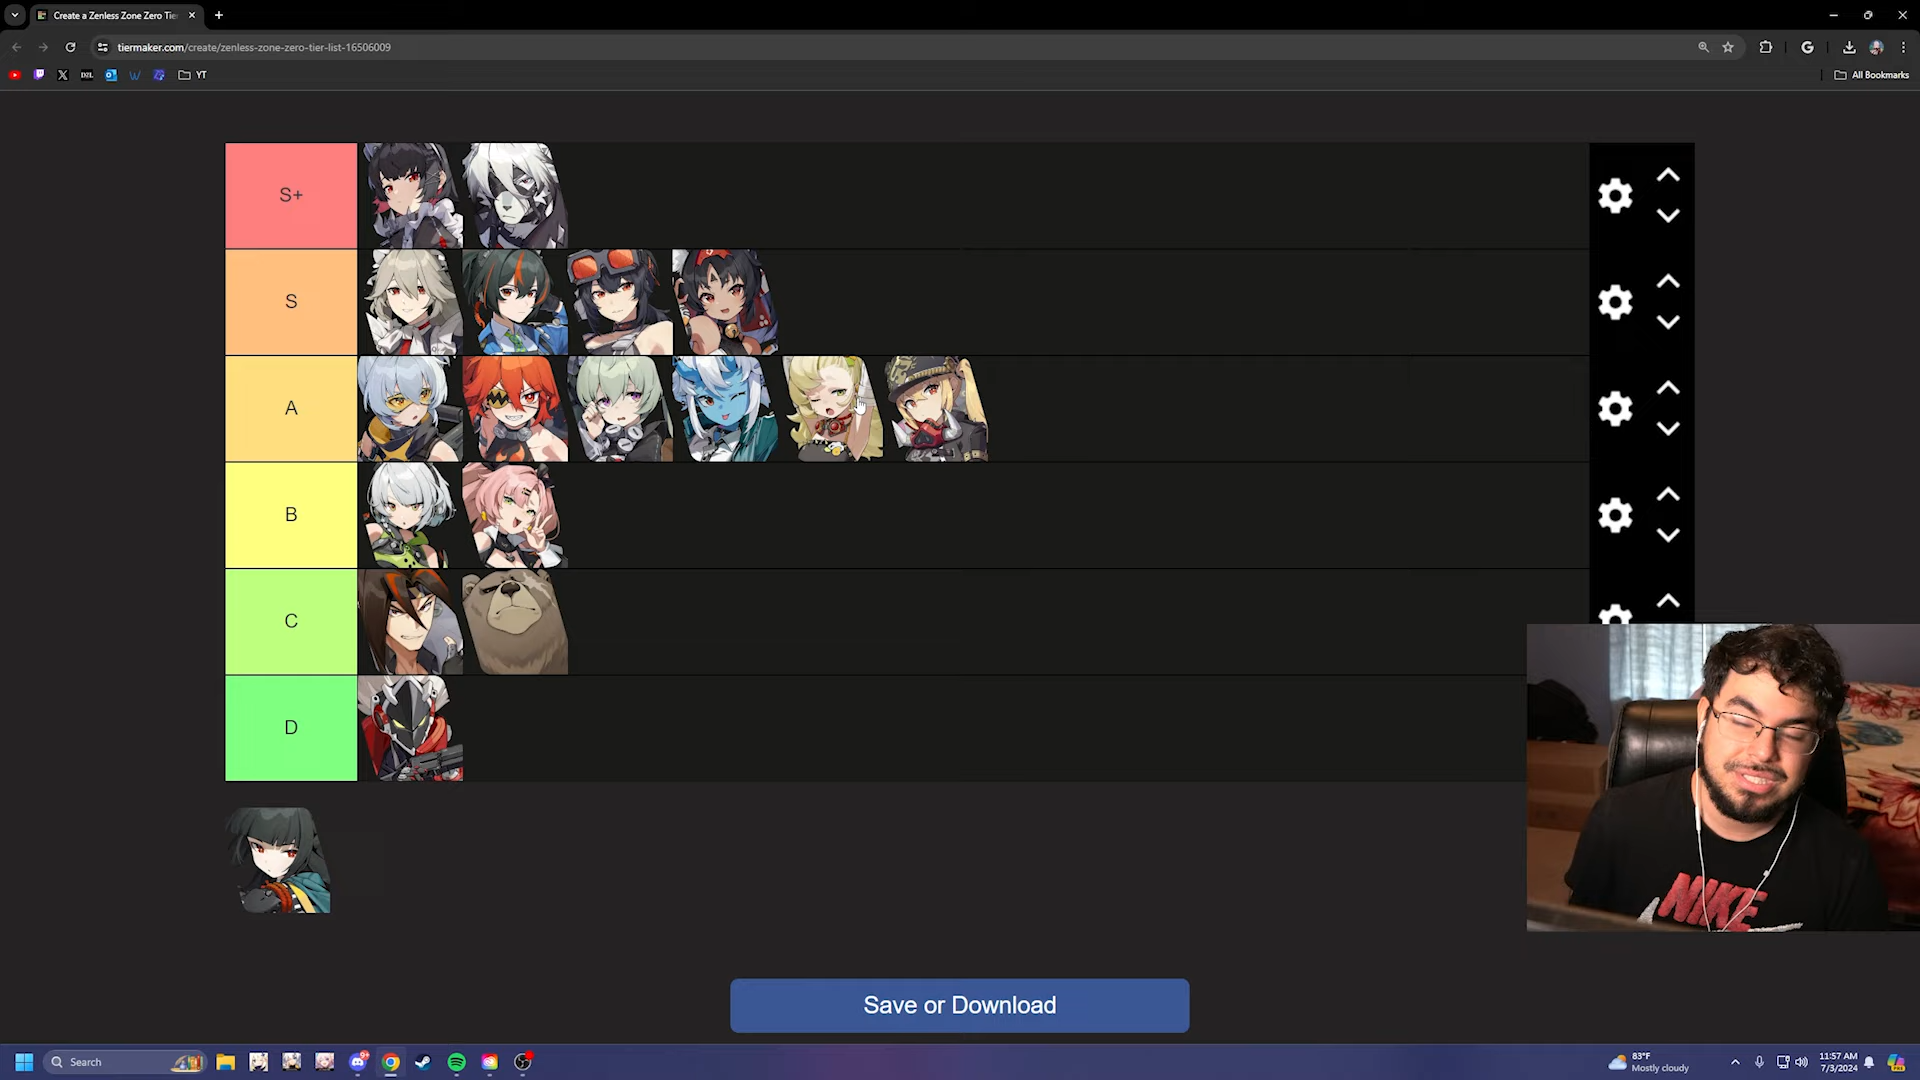 Create a Zenless Zone Zero Tie
tiermaker.com/create/zenless-zone-zero-tier-list-16506009
YT
All Bookmarks
S+
S
A
B
C
D
NIKE
Save or Download
Search
83°F
Mostly cloudy
11:57 AM
7/3/2024